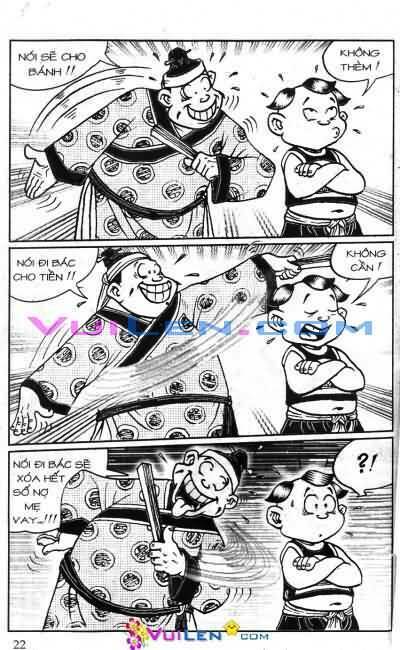 NÓI SẼ CHO
BÁNH !!
KHÔNG
THÈM !
NÓI ĐI BÁC
CHO TIỀN !!
KHÔNG
CẦN !
VUILEN.COM
NÓI ĐI BÁC SẼ
XÓA HẾT
SỐ NỢ
MẸ
VAY...!!!
?!
22
VUILEN.COM